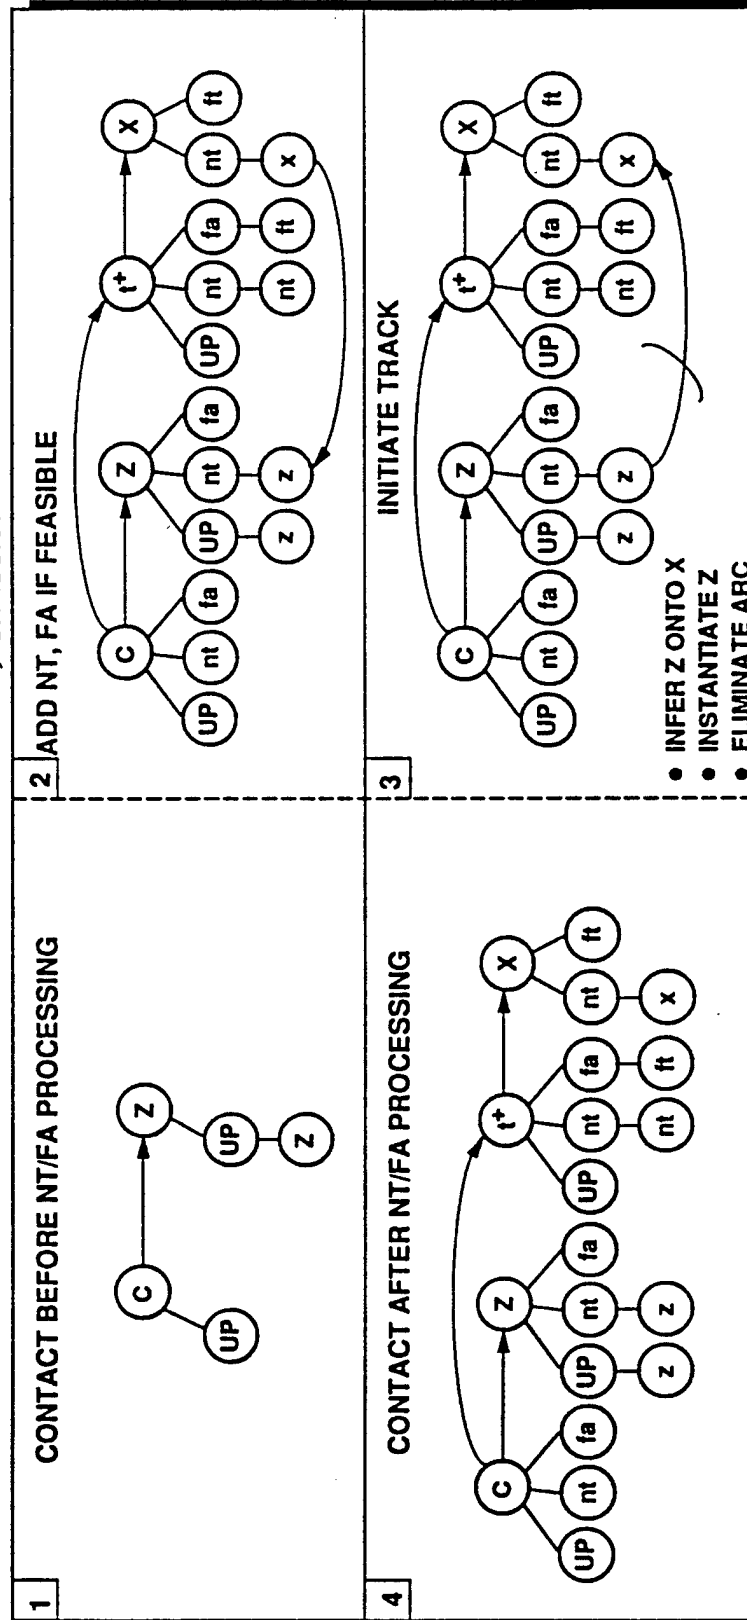 1
CONTACT BEFORE NT/FA PROCESSING
C Z
UP UP
Z
2
ADD NT, FA IF FEASIBLE
C Z t+ X
UP nt fa UP nt fa UP nt fa nt ft
z z nt ft x
3
INITIATE TRACK
C Z t+ X
UP nt fa UP nt fa UP nt fa nt ft
z z nt ft x
• INFER Z ONTO X
• INSTANTIATE Z
• ELIMINATE ARC
4
CONTACT AFTER NT/FA PROCESSING
C Z t+ X
UP nt fa UP nt fa UP nt fa nt ft
z z nt ft x